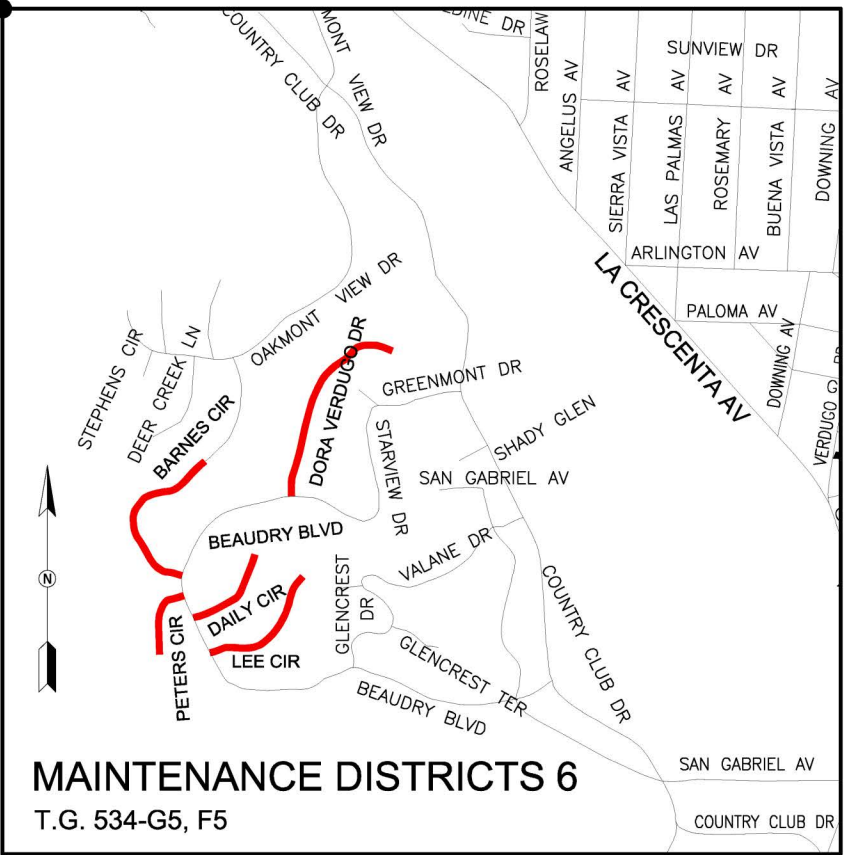 COUNTRY CLUB DR
MONT VIEW DR
DINE DR
ROSELAW
ANGELUS AV
SUNVIEW DR
SIERRA VISTA AV
LAS PALMAS AV
ROSEMARY AV
BUENA VISTA AV
DOWNING AV
ARLINGTON AV
LA CRESCENTA AV
PALOMA AV
DOWNING AV
VERDUGO G
OAKMONT VIEW DR
STEPHENS CIR
DEER CREEK LN
BARNES CIR
DORA VERDUGO DR
GREENMONT DR
STARVIEW DR
SHADY GLEN
SAN GABRIEL AV
BEAUDRY BLVD
VALANE DR
N
DAILY CIR
GLENCREST DR
COUNTRY CLUB DR
PETERS CIR
LEE CIR
GLENCREST TER
BEAUDRY BLVD
MAINTENANCE DISTRICTS 6
T.G. 534-G5, F5
SAN GABRIEL AV
COUNTRY CLUB DR